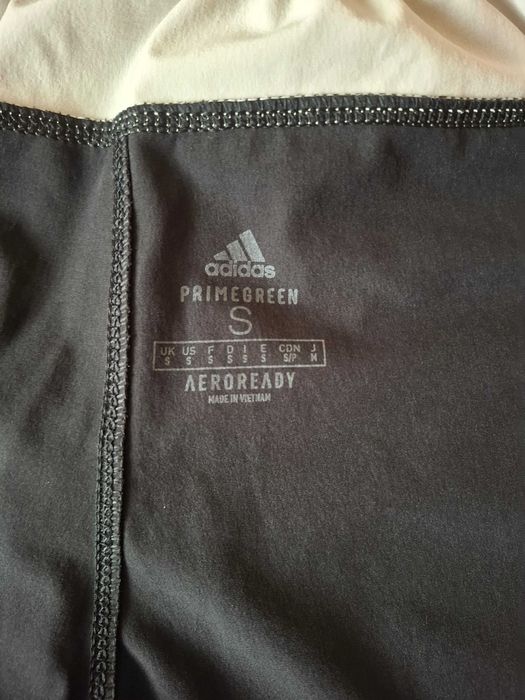 adidas
PRIMEGREEN
S
UK US F D I E CDN J
S S S S S S S/P M
AEROREADY
MADE IN VIETNAM